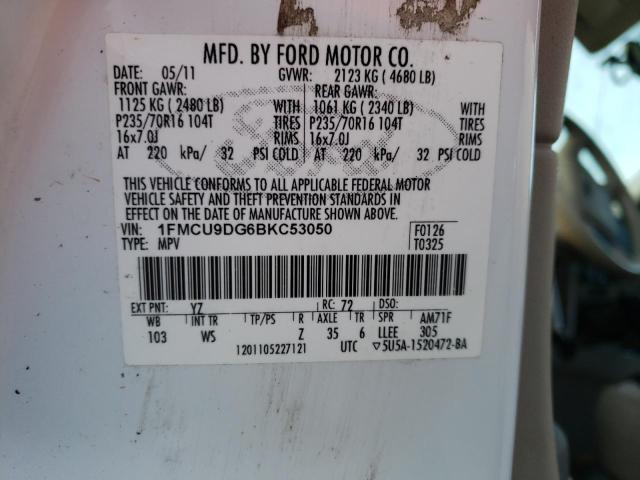 MFD. BY FORD MOTOR CO.
DATE: 05/11 GVWR: 2123 KG ( 4680 LB)
FRONT GAWR: REAR GAWR:
1125 KG ( 2480 LB) WITH 1061 KG ( 2340 LB) WITH
P235/70R16 104T TIRES P235/70R16 104T TIRES
16x7.0J RIMS 16x7.0J RIMS
AT 220 kPa/ 32 PSI COLD AT 220 kPa/ 32 PSI COLD
THIS VEHICLE CONFORMS TO ALL APPLICABLE FEDERAL MOTOR
VEHICLE SAFETY AND THEFT PREVENTION STANDARDS IN
EFFECT ON THE DATE OF MANUFACTURE SHOWN ABOVE.
VIN: 1FMCU9DG6BKC53050 F0126
TYPE: MPV T0325
EXT PNT: YZ RC: 72 DSO:
WB INT TR TP/PS R AXLE TR SPR AM71F
103 WS Z 35 6 LLEE 305
1201105227121 UTC ▽5U5A-1520472-BA